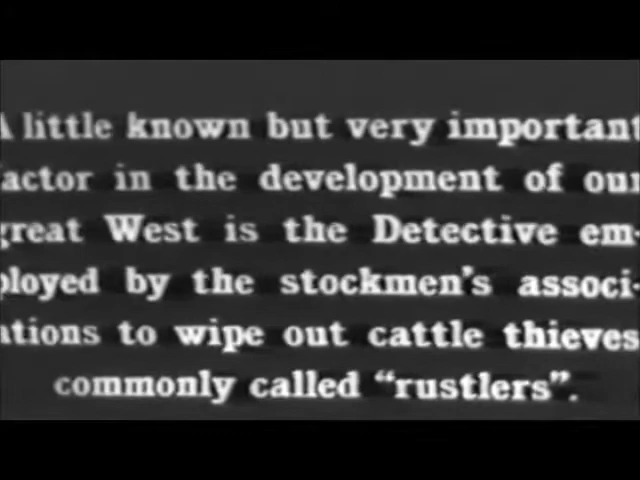 A little known but very important
factor in the development of our
great West is the Detective em-
ployed by the stockmen's associ-
ations to wipe out cattle thieves
commonly called “rustlers”.